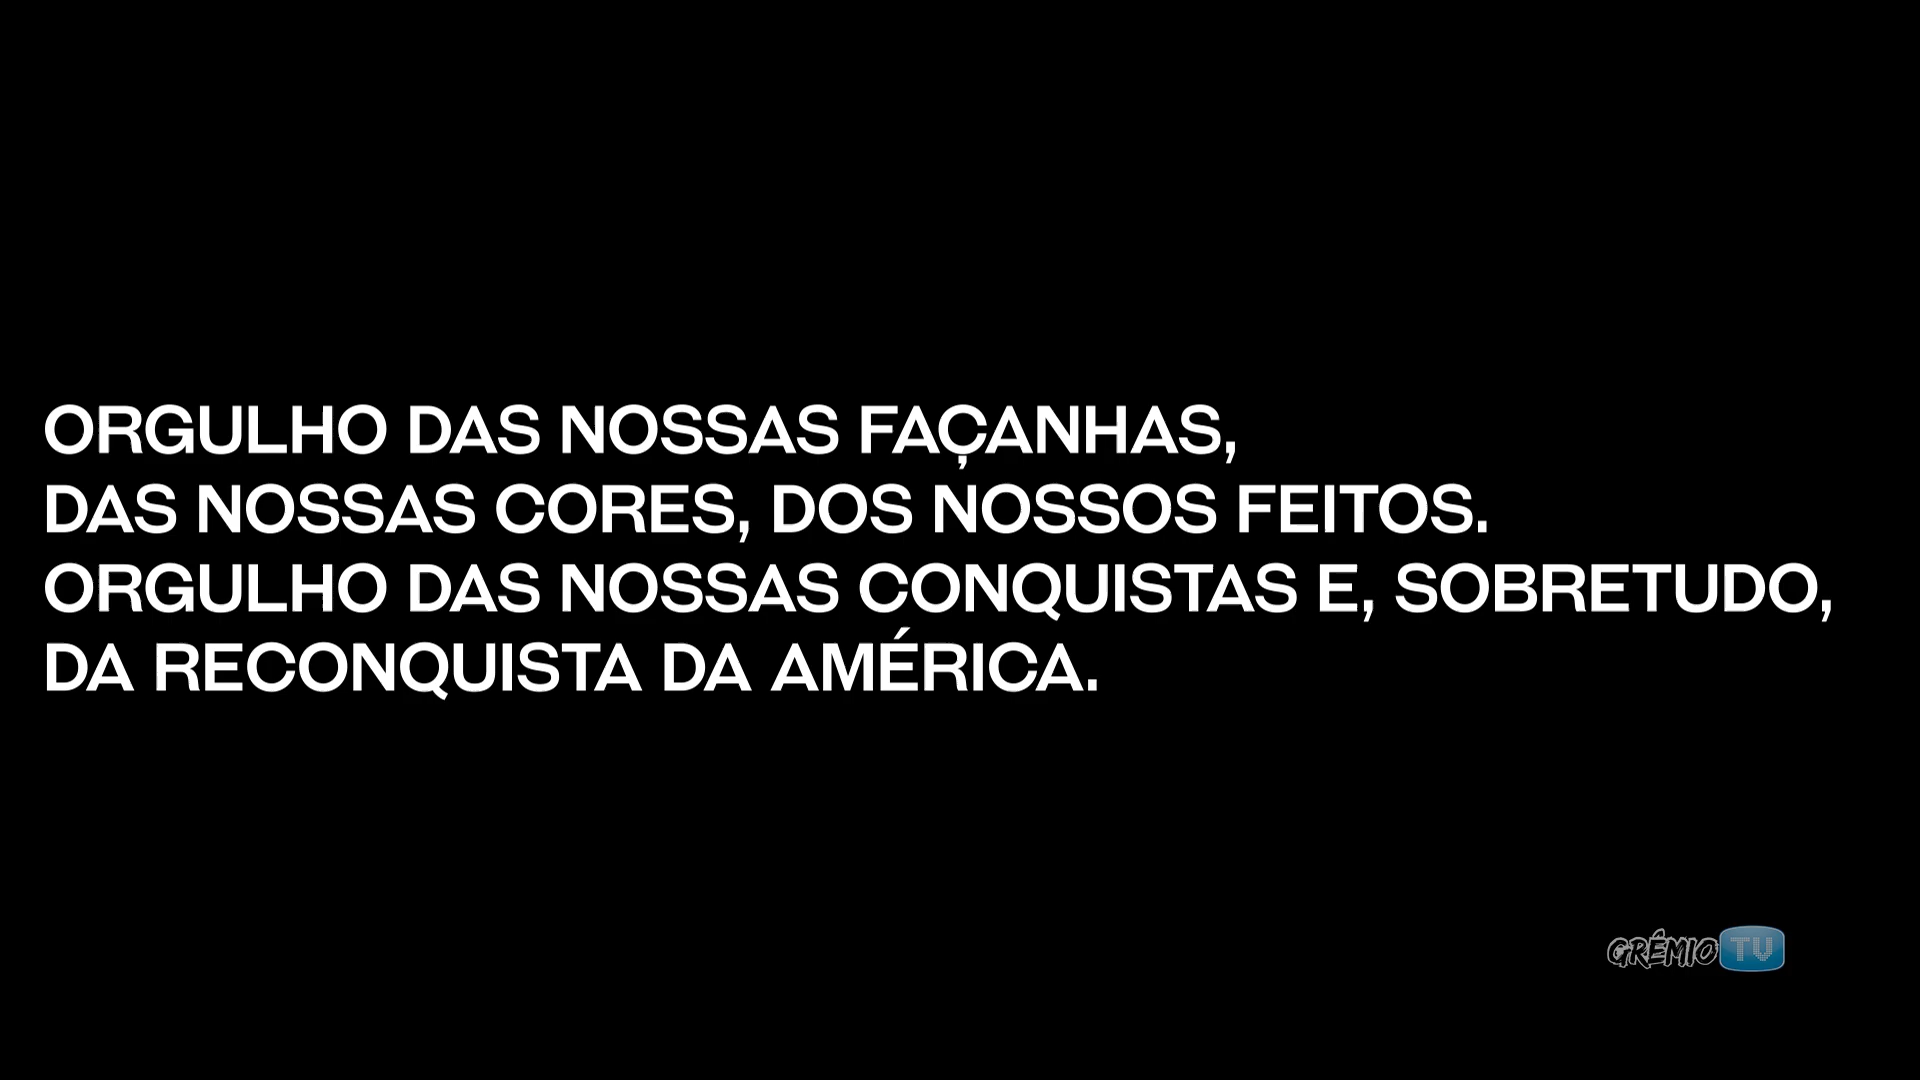 ORGULHO DAS NOSSAS FAÇANHAS,
DAS NOSSAS CORES, DOS NOSSOS FEITOS.
ORGULHO DAS NOSSAS CONQUISTAS E, SOBRETUDO,
DA RECONQUISTA DA AMÉRICA.
GRÊMIO TV